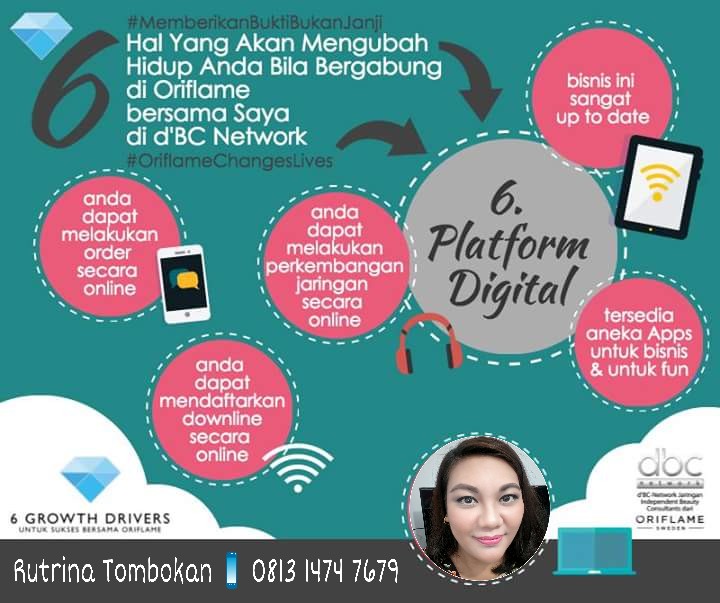 6
#MemberikanBuktiBukanJanji
Hal Yang Akan Mengubah
Hidup Anda Bila Bergabung
di Oriflame
bersama Saya
di d'BC Network
#OriflameChangesLives
bisnis ini
sangat
up to date
6.
Platform
Digital
anda
dapat
melakukan
order
secara
online
anda
dapat
melakukan
perkembangan
jaringan
secara
online
tersedia
aneka Apps
untuk bisnis
& untuk fun
anda
dapat
mendaftarkan
downline
secara
online
6 GROWTH DRIVERS
UNTUK SUKSES BERSAMA ORIFLAME
dbc
network
d'BC-Network Jaringan
Independent Beauty
Consultants dari
ORIFLAME
SWEDEN
Rutrina Tombokan 0813 1474 7679